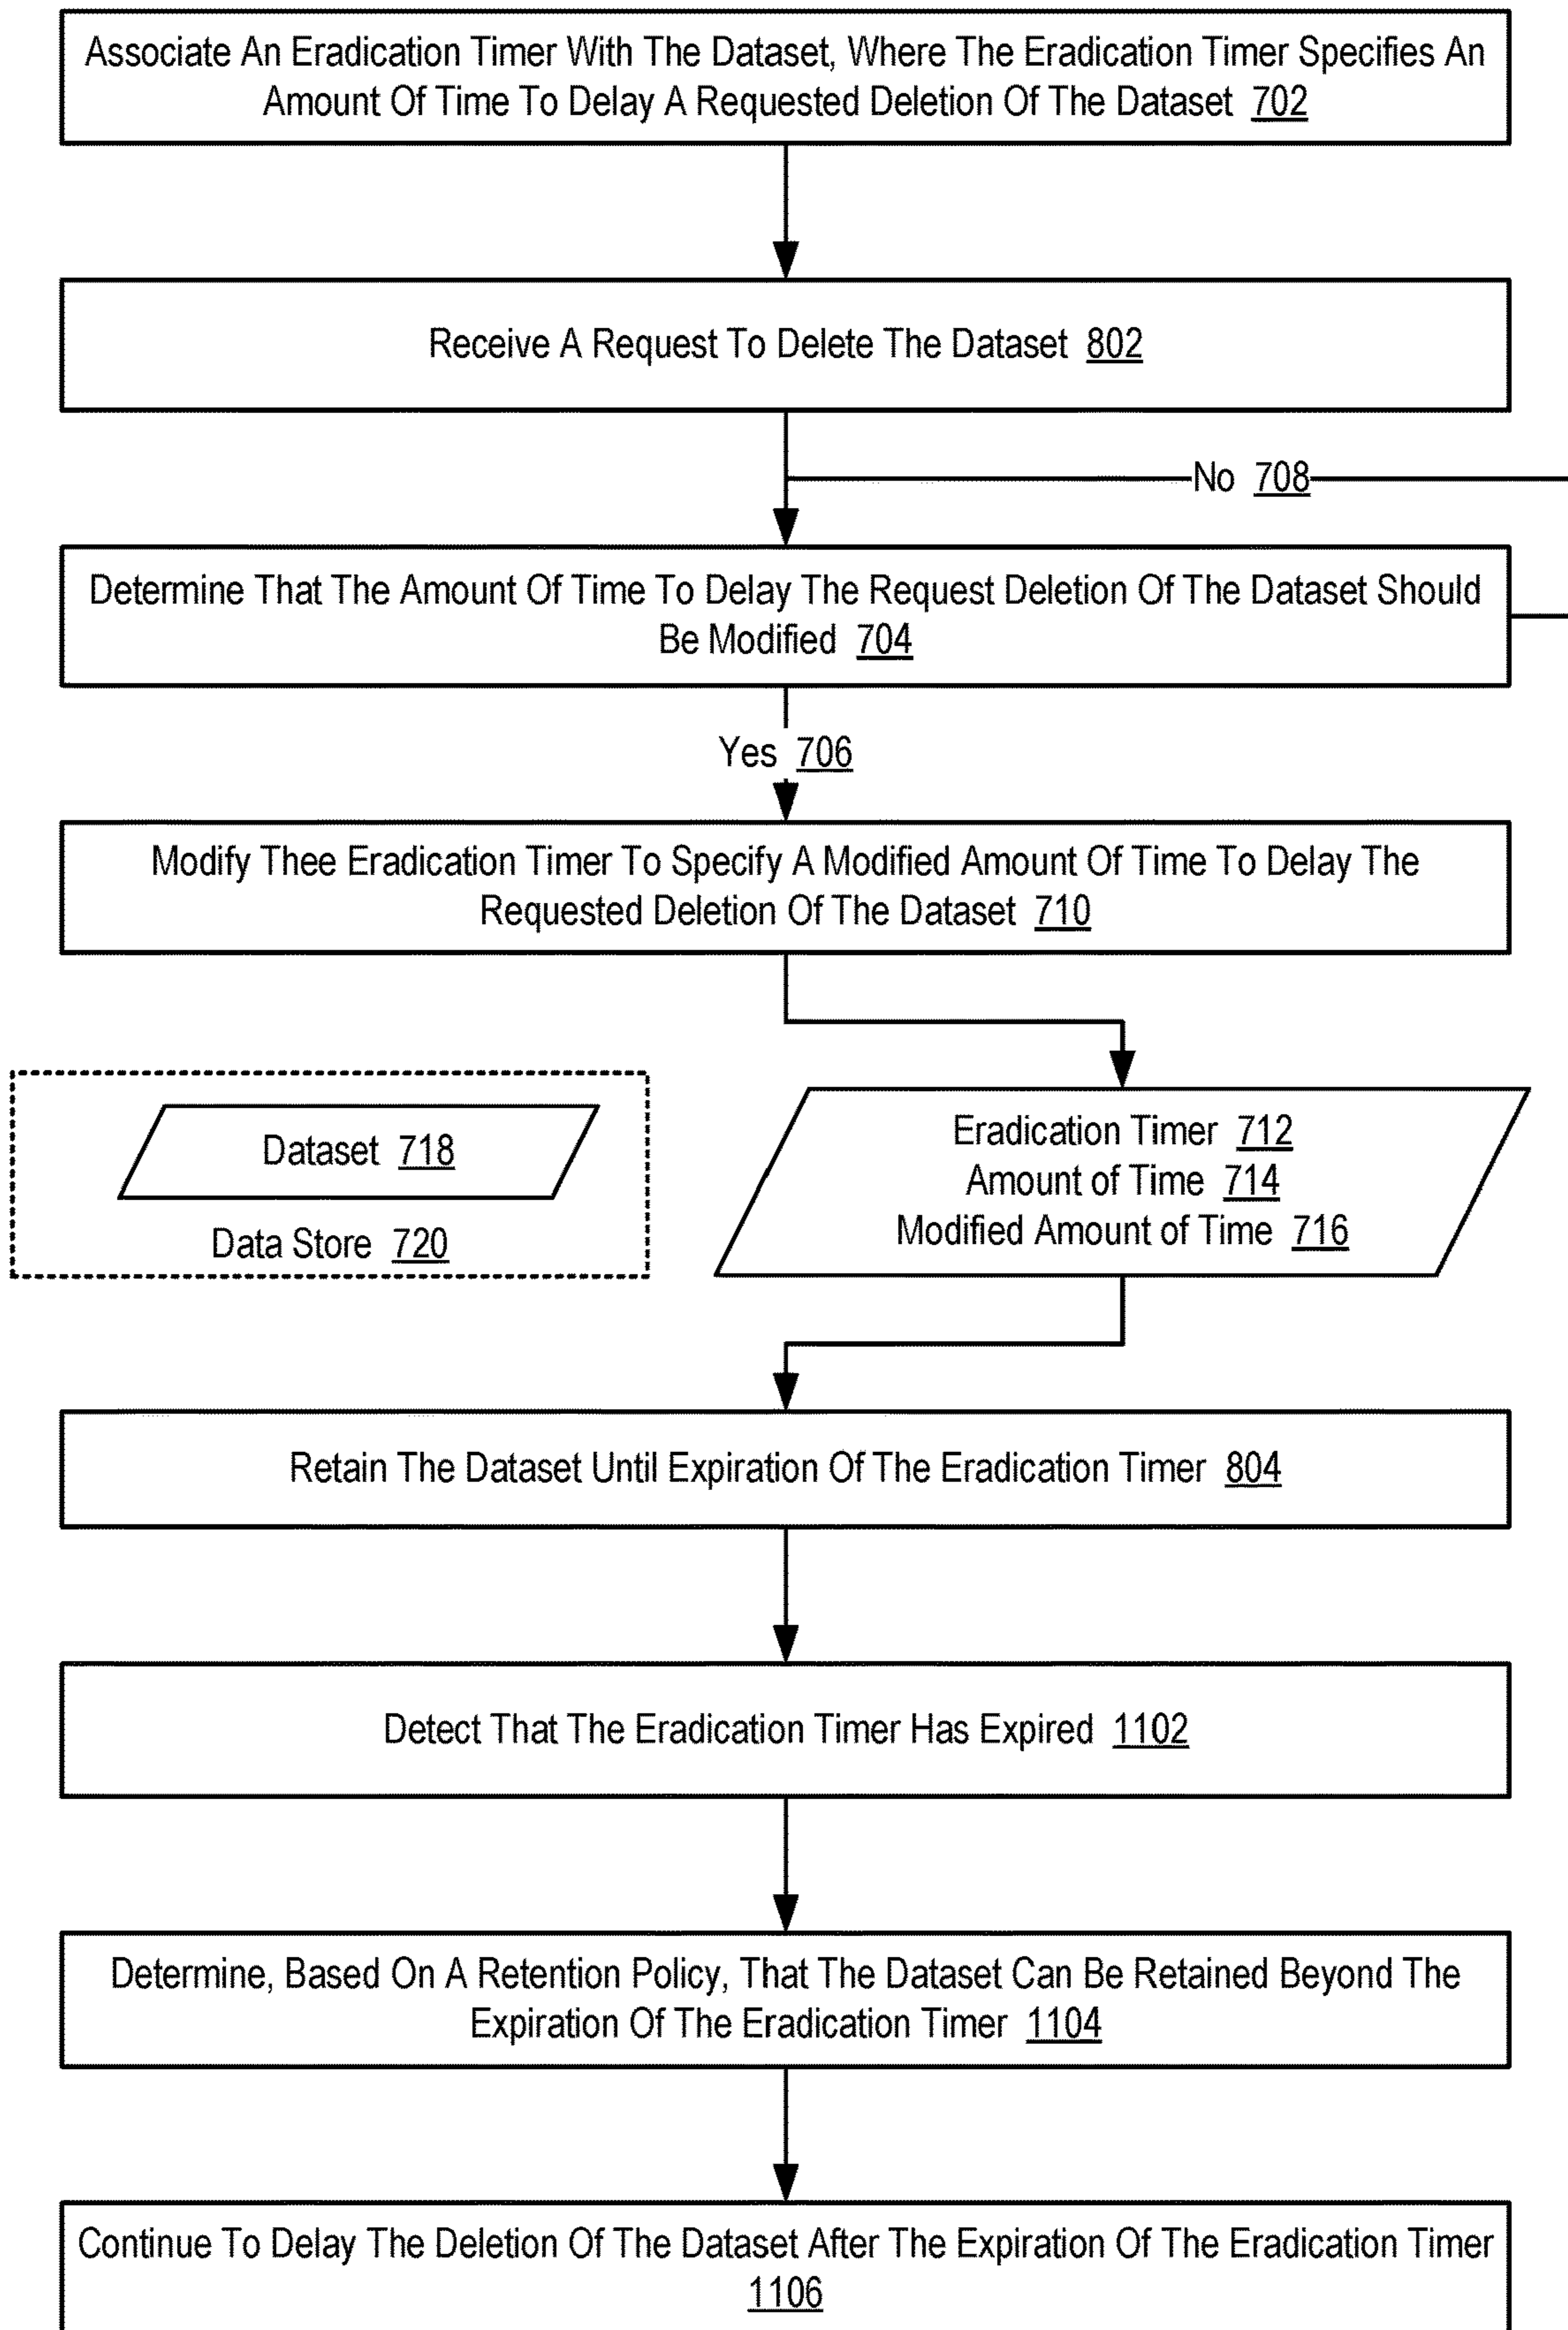 Associate An Eradication Timer With The Dataset, Where The Eradication Timer Specifies An
Amount Of Time To Delay A Requested Deletion Of The Dataset 702
Receive A Request To Delete The Dataset 802
No 708
Determine That The Amount Of Time To Delay The Request Deletion Of The Dataset Should
Be Modified 704
Yes 706
Modify Thee Eradication Timer To Specify A Modified Amount Of Time To Delay The
Requested Deletion Of The Dataset 710
Dataset 718
Data Store 720
Eradication Timer 712
Amount of Time 714
Modified Amount of Time 716
Retain The Dataset Until Expiration Of The Eradication Timer 804
Detect That The Eradication Timer Has Expired 1102
Determine, Based On A Retention Policy, That The Dataset Can Be Retained Beyond The
Expiration Of The Eradication Timer 1104
Continue To Delay The Deletion Of The Dataset After The Expiration Of The Eradication Timer
1106